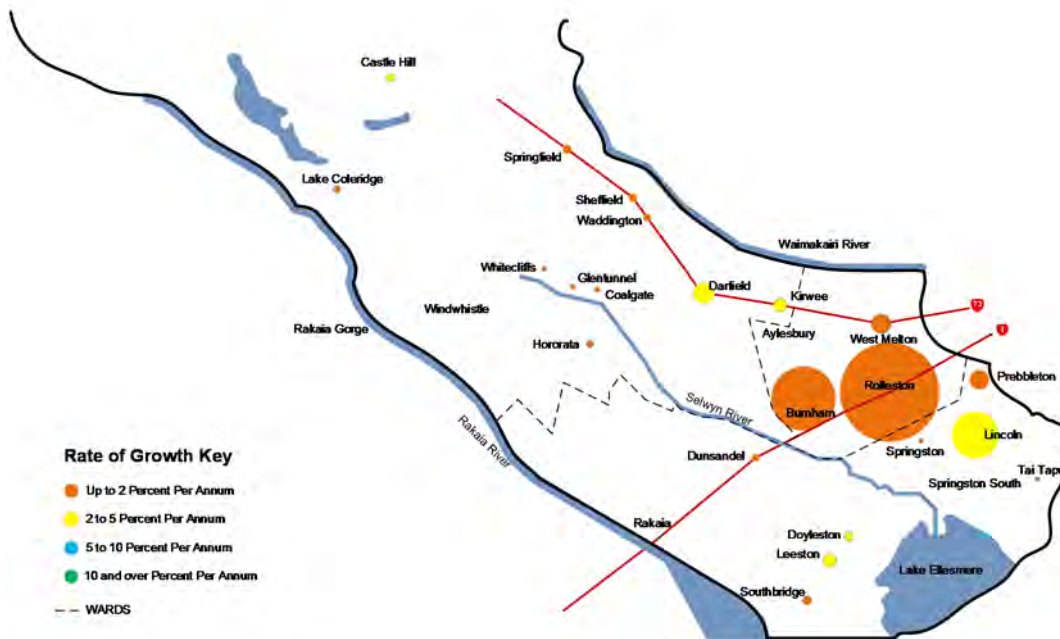 Castle Hill
Springfield
Lake Coleridge
Sheffield
Waddington
Waimakairi River
Whitecliffs
Glentunnel
Coalgate
Darfield
Kirwee
73
Windwhistle
Rakaia Gorge
Aylesbury
West Melton
1
Hororata
Rolleston
Prebbleton
Burnham
Selwyn River
Lincoln
Rakaia River
Dunsandel
Springston
Tai Tapu
Springston South
Rakaia
Doyleston
Leeston
Lake Ellesmere
Southbridge
Rate of Growth Key
Up to 2 Percent Per Annum
2 to 5 Percent Per Annum
5 to 10 Percent Per Annum
10 and over Percent Per Annum
WARDS